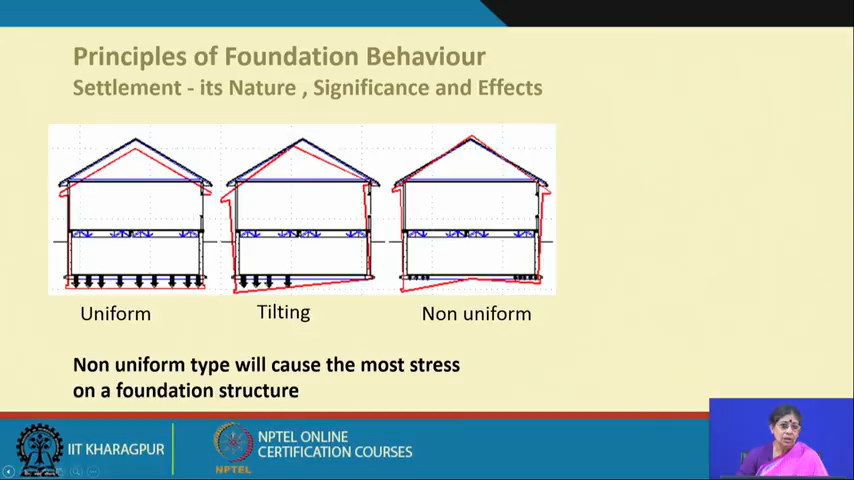 Principles of Foundation Behaviour
Settlement - its Nature , Significance and Effects
Uniform
Tilting
Non uniform
Non uniform type will cause the most stress
on a foundation structure
IIT KHARAGPUR
NPTEL
NPTEL ONLINE
CERTIFICATION COURSES